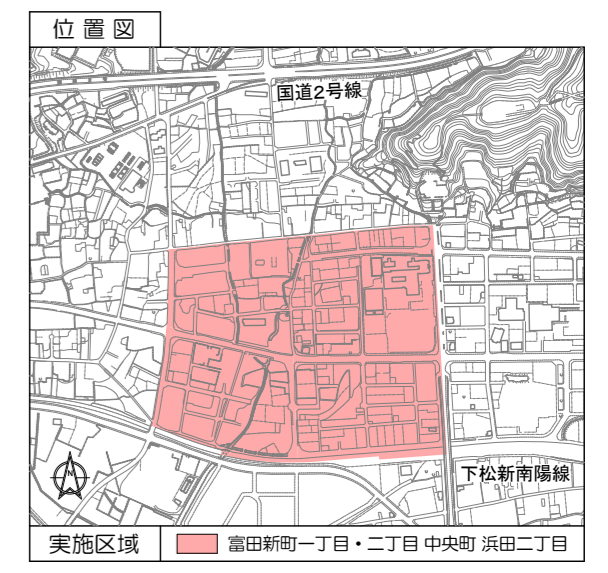 位置図
国道2号線
下松新南陽線
N
実施区域
富田新町一丁目・二丁目 中央町 浜田二丁目